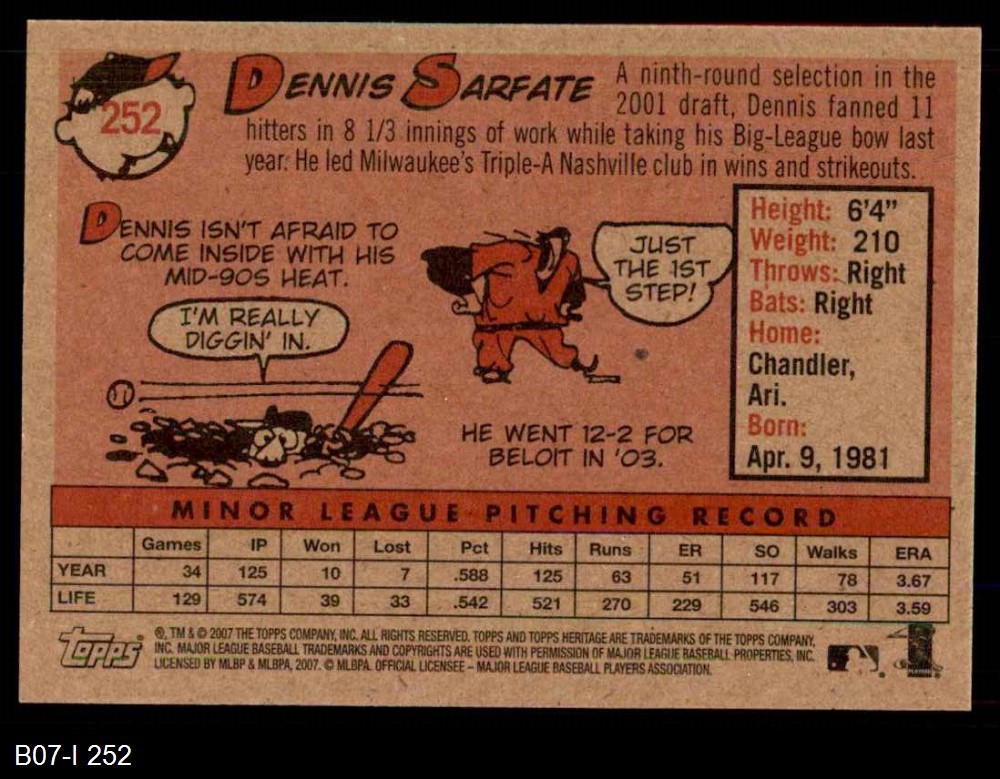 252
DENNIS SARFATE
A ninth-round selection in the
2001 draft, Dennis fanned 11
hitters in 8 1/3 innings of work while taking his Big-League bow last
year. He led Milwaukee's Triple-A Nashville club in wins and strikeouts.
DENNIS ISN'T AFRAID TO
COME INSIDE WITH HIS
MID-90S HEAT.
I'M REALLY
DIGGIN' IN.
JUST
THE 1ST
STEP!
HE WENT 12-2 FOR
BELOIT IN '03.
Height: 6'4"
Weight: 210
Throws: Right
Bats: Right
Home:
Chandler,
Ari.
Born:
Apr. 9, 1981
MINOR LEAGUE PITCHING RECORD
Games IP Won Lost Pct Hits Runs ER SO Walks ERA
YEAR 34 125 10 7 .588 125 63 51 117 78 3.67
LIFE 129 574 39 33 .542 521 270 229 546 303 3.59
Topps
®, TM & © 2007 THE TOPPS COMPANY, INC. ALL RIGHTS RESERVED. TOPPS AND TOPPS HERITAGE ARE TRADEMARKS OF THE TOPPS COMPANY,
INC. MAJOR LEAGUE BASEBALL TRADEMARKS AND COPYRIGHTS ARE USED WITH PERMISSION OF MAJOR LEAGUE BASEBALL PROPERTIES, INC.
LICENSED BY MLBP & MLBPA, 2007. © MLBPA. OFFICIAL LICENSEE – MAJOR LEAGUE BASEBALL PLAYERS ASSOCIATION.
B07-I 252